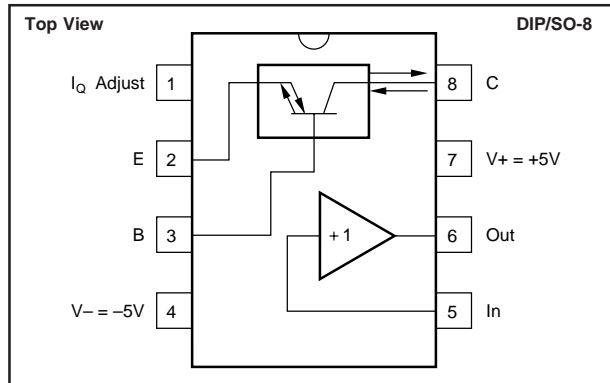 Top View DIP/SO-8
I_Q Adjust 1
8 C
E 2
7 V+ = +5V
B 3
+1
6 Out
V– = –5V 4
5 In